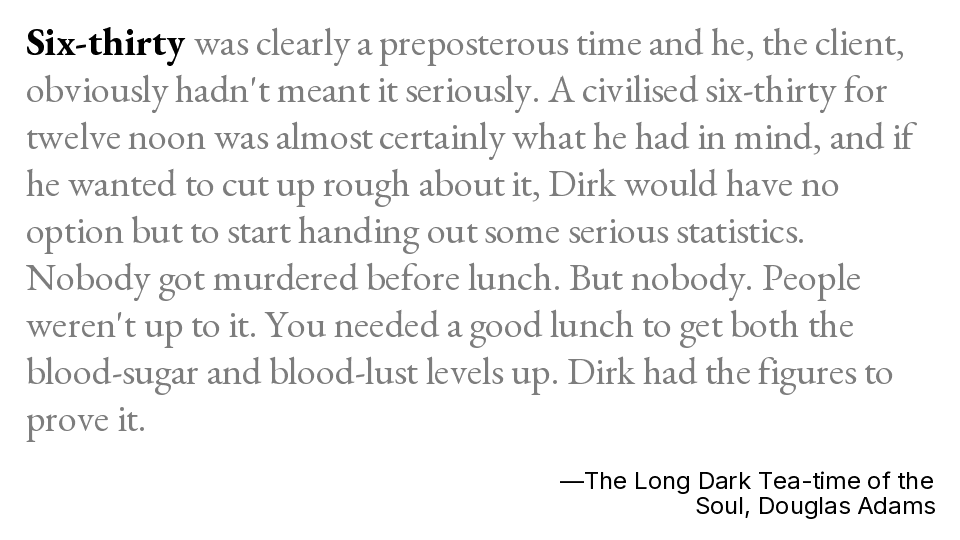 Six-thirty was clearly a preposterous time and he, the client,
obviously hadn't meant it seriously. A civilised six-thirty for
twelve noon was almost certainly what he had in mind, and if
he wanted to cut up rough about it, Dirk would have no
option but to start handing out some serious statistics.
Nobody got murdered before lunch. But nobody. People
weren't up to it. You needed a good lunch to get both the
blood-sugar and blood-lust levels up. Dirk had the figures to
prove it.
—The Long Dark Tea-time of the
Soul, Douglas Adams